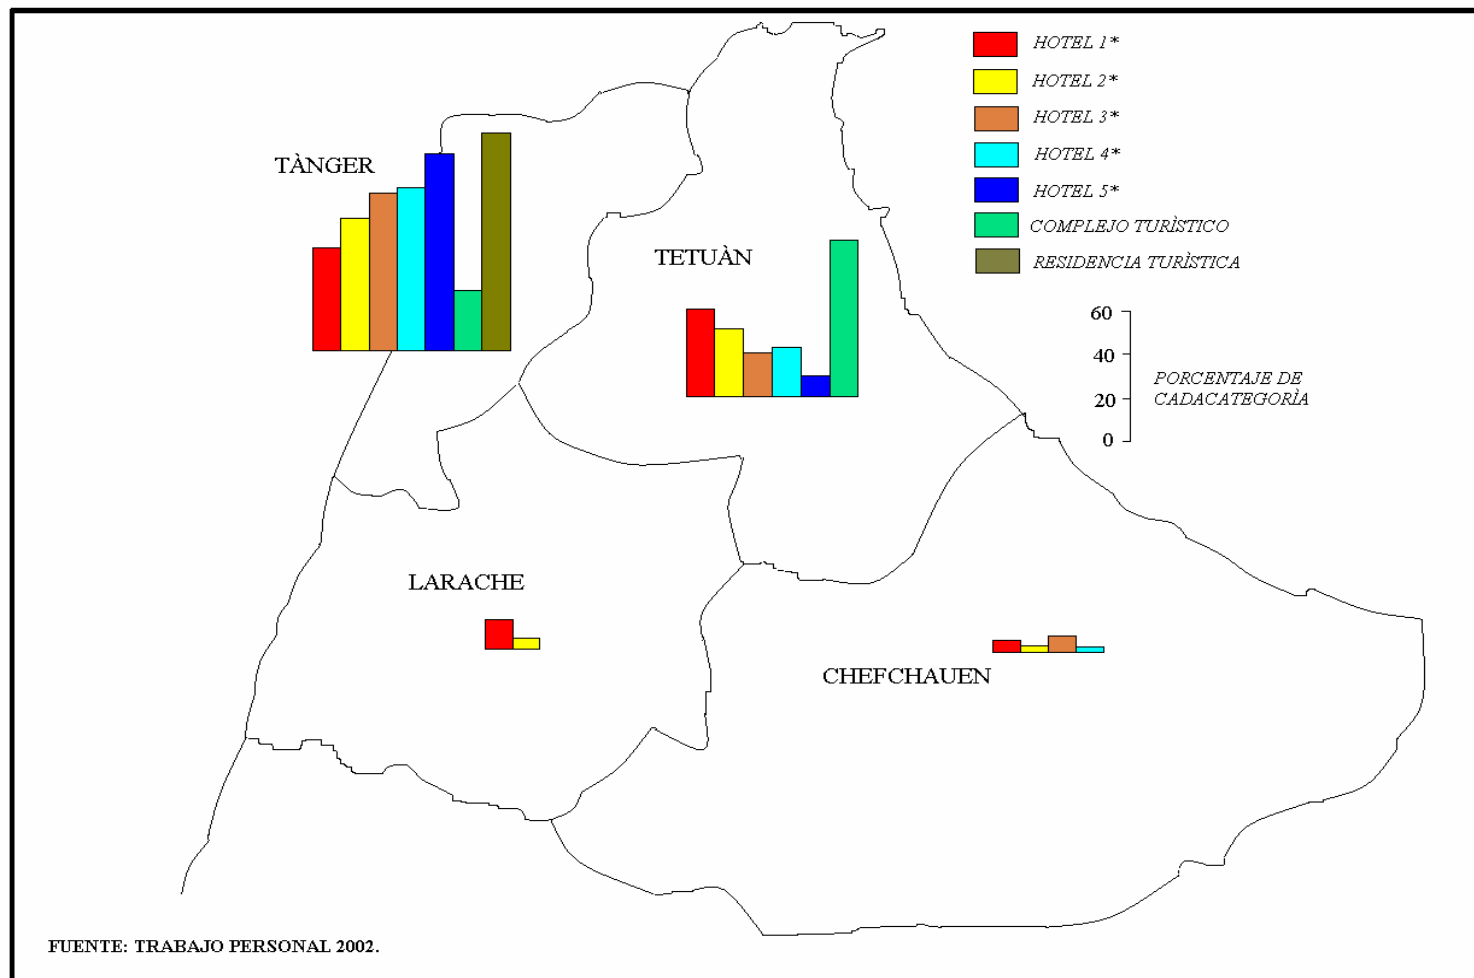 HOTEL 1*
HOTEL 2*
HOTEL 3*
HOTEL 4*
HOTEL 5*
COMPLEJO TURÌSTICO
RESIDENCIA TURÌSTICA
TÀNGER
TETUÀN
60
40
20
0
PORCENTAJE DE
CADACATEGORÌA
LARACHE
CHEFCHAUEN
FUENTE: TRABAJO PERSONAL 2002.